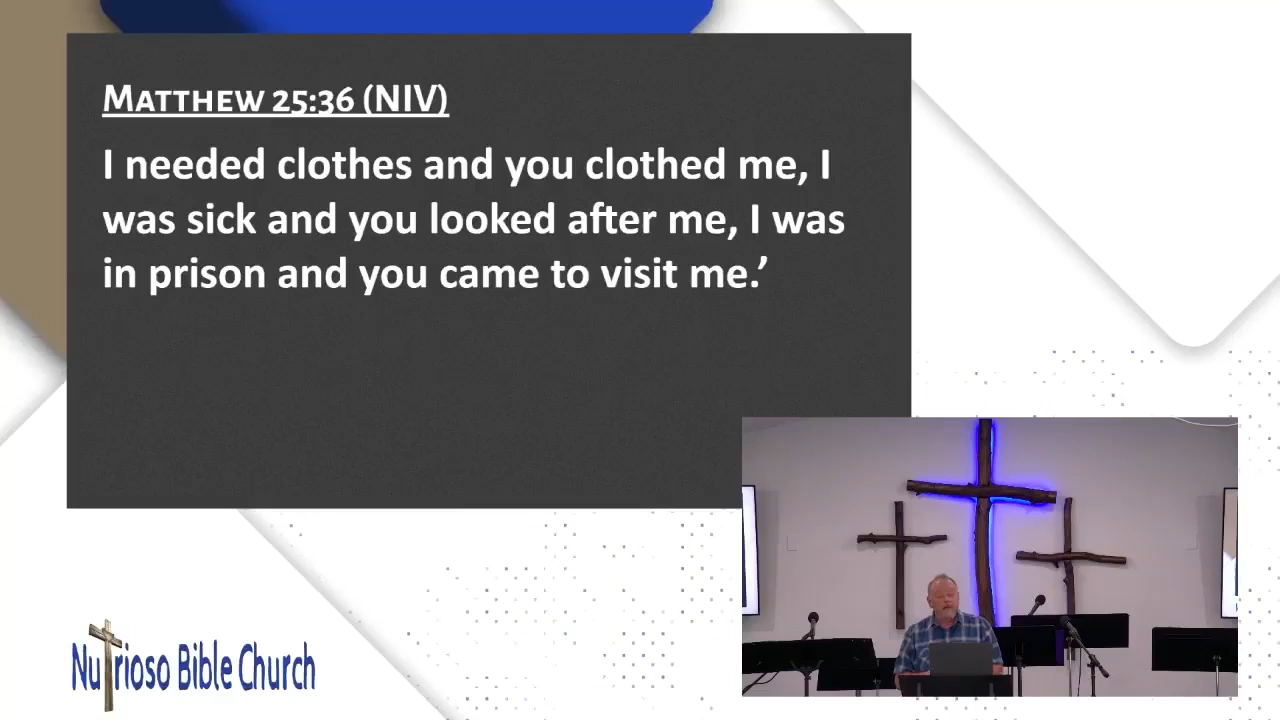 Matthew 25:36 (NIV)
I needed clothes and you clothed me, I
was sick and you looked after me, I was
in prison and you came to visit me.’
Nutrioso Bible Church